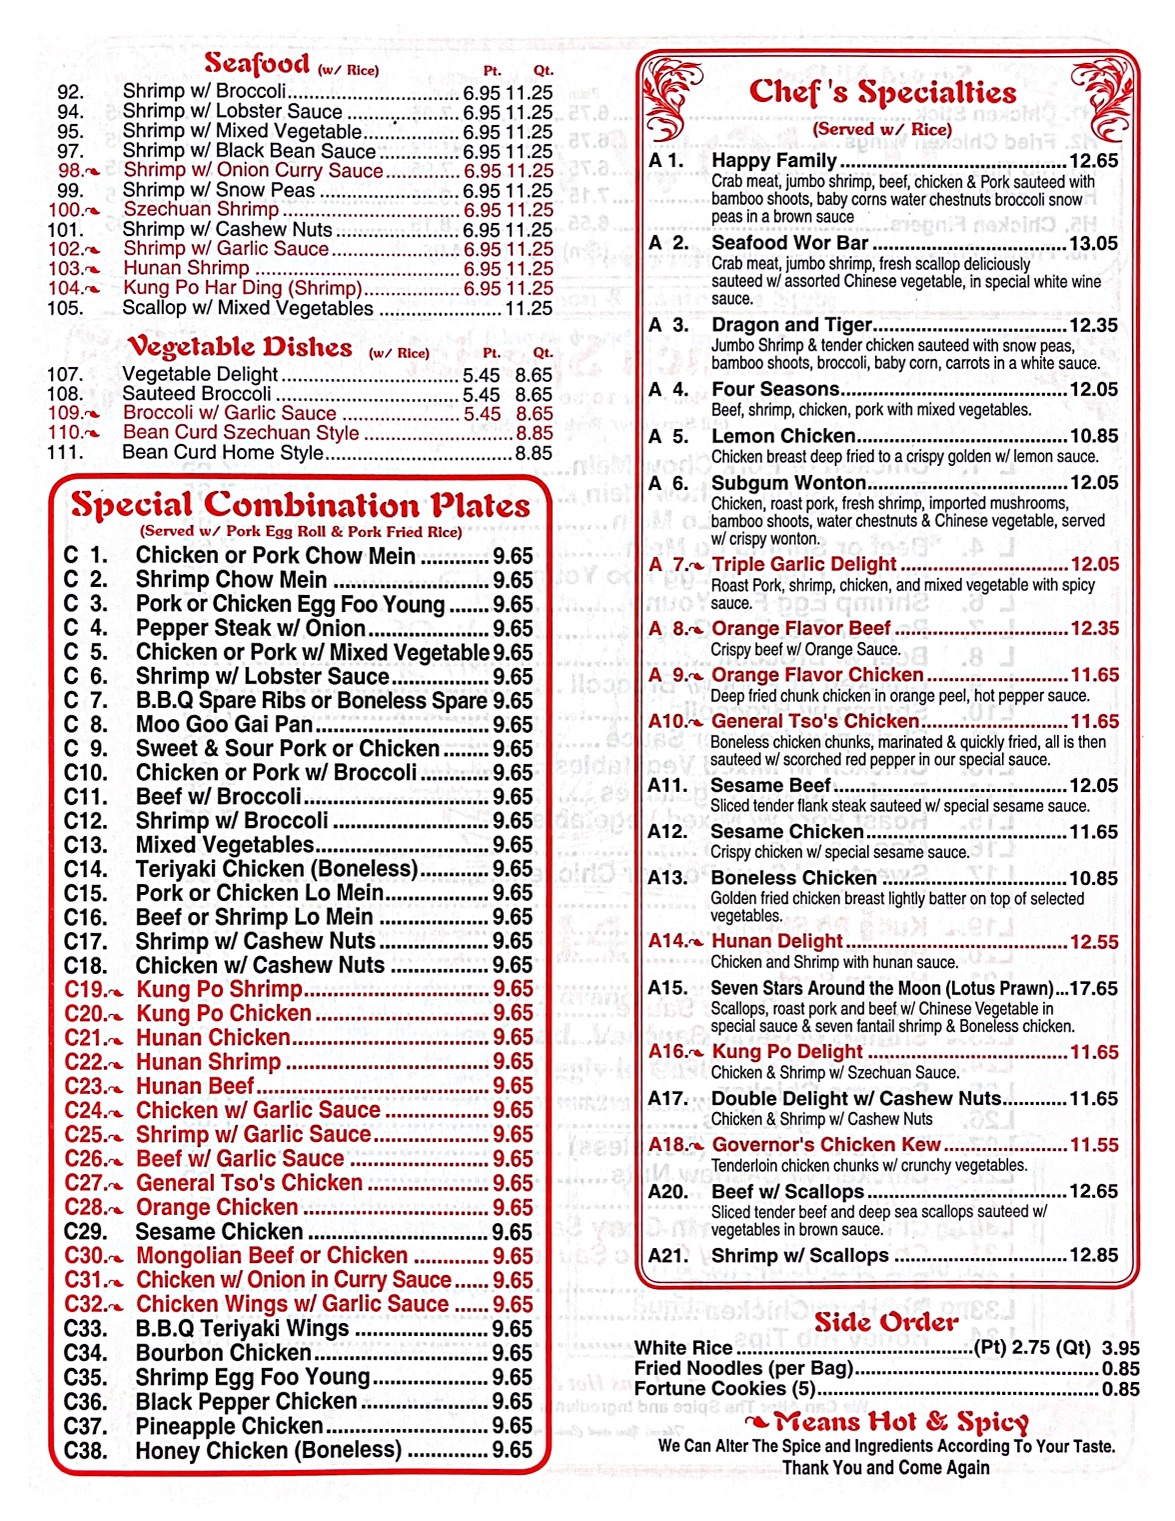 Seafood (w/ Rice) Pt. Qt.
92. Shrimp w/ Broccoli 6.95 11.25
94. Shrimp w/ Lobster Sauce 6.95 11.25
95. Shrimp w/ Mixed Vegetable 6.95 11.25
97. Shrimp w/ Black Bean Sauce 6.95 11.25
98. Shrimp w/ Onion Curry Sauce 6.95 11.25
99. Shrimp w/ Snow Peas 6.95 11.25
100. Szechuan Shrimp 6.95 11.25
101. Shrimp w/ Cashew Nuts 6.95 11.25
102. Shrimp w/ Garlic Sauce 6.95 11.25
103. Hunan Shrimp 6.95 11.25
104. Kung Po Har Ding (Shrimp) 6.95 11.25
105. Scallop w/ Mixed Vegetables 11.25
Vegetable Dishes (w/ Rice) Pt. Qt.
107. Vegetable Delight 5.45 8.65
108. Sauteed Broccoli 5.45 8.65
109. Broccoli w/ Garlic Sauce 5.45 8.65
110. Bean Curd Szechuan Style 8.85
111. Bean Curd Home Style 8.85
Special Combination Plates
(Served w/ Pork Egg Roll & Pork Fried Rice)
C 1. Chicken or Pork Chow Mein 9.65
C 2. Shrimp Chow Mein 9.65
C 3. Pork or Chicken Egg Foo Young 9.65
C 4. Pepper Steak w/ Onion 9.65
C 5. Chicken or Pork w/ Mixed Vegetable 9.65
C 6. Shrimp w/ Lobster Sauce 9.65
C 7. B.B.Q Spare Ribs or Boneless Spare 9.65
C 8. Moo Goo Gai Pan 9.65
C 9. Sweet & Sour Pork or Chicken 9.65
C10. Chicken or Pork w/ Broccoli 9.65
C11. Beef w/ Broccoli 9.65
C12. Shrimp w/ Broccoli 9.65
C13. Mixed Vegetables 9.65
C14. Teriyaki Chicken (Boneless) 9.65
C15. Pork or Chicken Lo Mein 9.65
C16. Beef or Shrimp Lo Mein 9.65
C17. Shrimp w/ Cashew Nuts 9.65
C18. Chicken w/ Cashew Nuts 9.65
C19. Kung Po Shrimp 9.65
C20. Kung Po Chicken 9.65
C21. Hunan Chicken 9.65
C22. Hunan Shrimp 9.65
C23. Hunan Beef 9.65
C24. Chicken w/ Garlic Sauce 9.65
C25. Shrimp w/ Garlic Sauce 9.65
C26. Beef w/ Garlic Sauce 9.65
C27. General Tso's Chicken 9.65
C28. Orange Chicken 9.65
C29. Sesame Chicken 9.65
C30. Mongolian Beef or Chicken 9.65
C31. Chicken w/ Onion in Curry Sauce 9.65
C32. Chicken Wings w/ Garlic Sauce 9.65
C33. B.B.Q Teriyaki Wings 9.65
C34. Bourbon Chicken 9.65
C35. Shrimp Egg Foo Young 9.65
C36. Black Pepper Chicken 9.65
C37. Pineapple Chicken 9.65
C38. Honey Chicken (Boneless) 9.65
Chef's Specialties
(Served w/ Rice)
A 1. Happy Family 12.65
Crab meat, jumbo shrimp, beef, chicken & Pork sauteed with
bamboo shoots, baby corns water chestnuts broccoli snow
peas in a brown sauce
A 2. Seafood Wor Bar 13.05
Crab meat, jumbo shrimp, fresh scallop deliciously
sauteed w/ assorted Chinese vegetable, in special white wine
sauce.
A 3. Dragon and Tiger 12.35
Jumbo Shrimp & tender chicken sauteed with snow peas,
bamboo shoots, broccoli, baby corn, carrots in a white sauce.
A 4. Four Seasons 12.05
Beef, shrimp, chicken, pork with mixed vegetables.
A 5. Lemon Chicken 10.85
Chicken breast deep fried to a crispy golden w/ lemon sauce.
A 6. Subgum Wonton 12.05
Chicken, roast pork, fresh shrimp, imported mushrooms,
bamboo shoots, water chestnuts & Chinese vegetable, served
w/ crispy wonton.
A 7. Triple Garlic Delight 12.05
Roast Pork, shrimp, chicken, and mixed vegetable with spicy
sauce.
A 8. Orange Flavor Beef 12.35
Crispy beef w/ Orange Sauce.
A 9. Orange Flavor Chicken 11.65
Deep fried chunk chicken in orange peel, hot pepper sauce.
A10. General Tso's Chicken 11.65
Boneless chicken chunks, marinated & quickly fried, all is then
sauteed w/ scorched red pepper in our special sauce.
A11. Sesame Beef 12.05
Sliced tender flank steak sauteed w/ special sesame sauce.
A12. Sesame Chicken 11.65
Crispy chicken w/ special sesame sauce.
A13. Boneless Chicken 10.85
Golden fried chicken breast lightly batter on top of selected
vegetables.
A14. Hunan Delight 12.55
Chicken and Shrimp with hunan sauce.
A15. Seven Stars Around the Moon (Lotus Prawn) 17.65
Scallops, roast pork and beef w/ Chinese Vegetable in
special sauce & seven fantail shrimp & Boneless chicken.
A16. Kung Po Delight 11.65
Chicken & Shrimp w/ Szechuan Sauce.
A17. Double Delight w/ Cashew Nuts 11.65
Chicken & Shrimp w/ Cashew Nuts
A18. Governor's Chicken Kew 11.55
Tenderloin chicken chunks w/ crunchy vegetables.
A20. Beef w/ Scallops 12.65
Sliced tender beef and deep sea scallops sauteed w/
vegetables in brown sauce.
A21. Shrimp w/ Scallops 12.85
Side Order
White Rice (Pt) 2.75 (Qt) 3.95
Fried Noodles (per Bag) 0.85
Fortune Cookies (5) 0.85
Means Hot & Spicy
We Can Alter The Spice and Ingredients According To Your Taste.
Thank You and Come Again